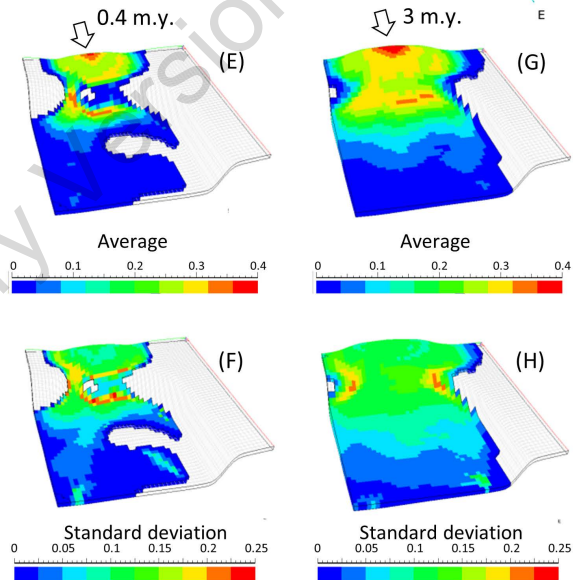 0.4 m.y.
3 m.y.
E
(E)
(G)
Average
Average
0 0.1 0.2 0.3 0.4
0 0.1 0.2 0.3 0.4
(F)
(H)
E
Standard deviation
Standard deviation
0 0.05 0.1 0.15 0.2 0.25
0 0.05 0.1 0.15 0.2 0.25
y version